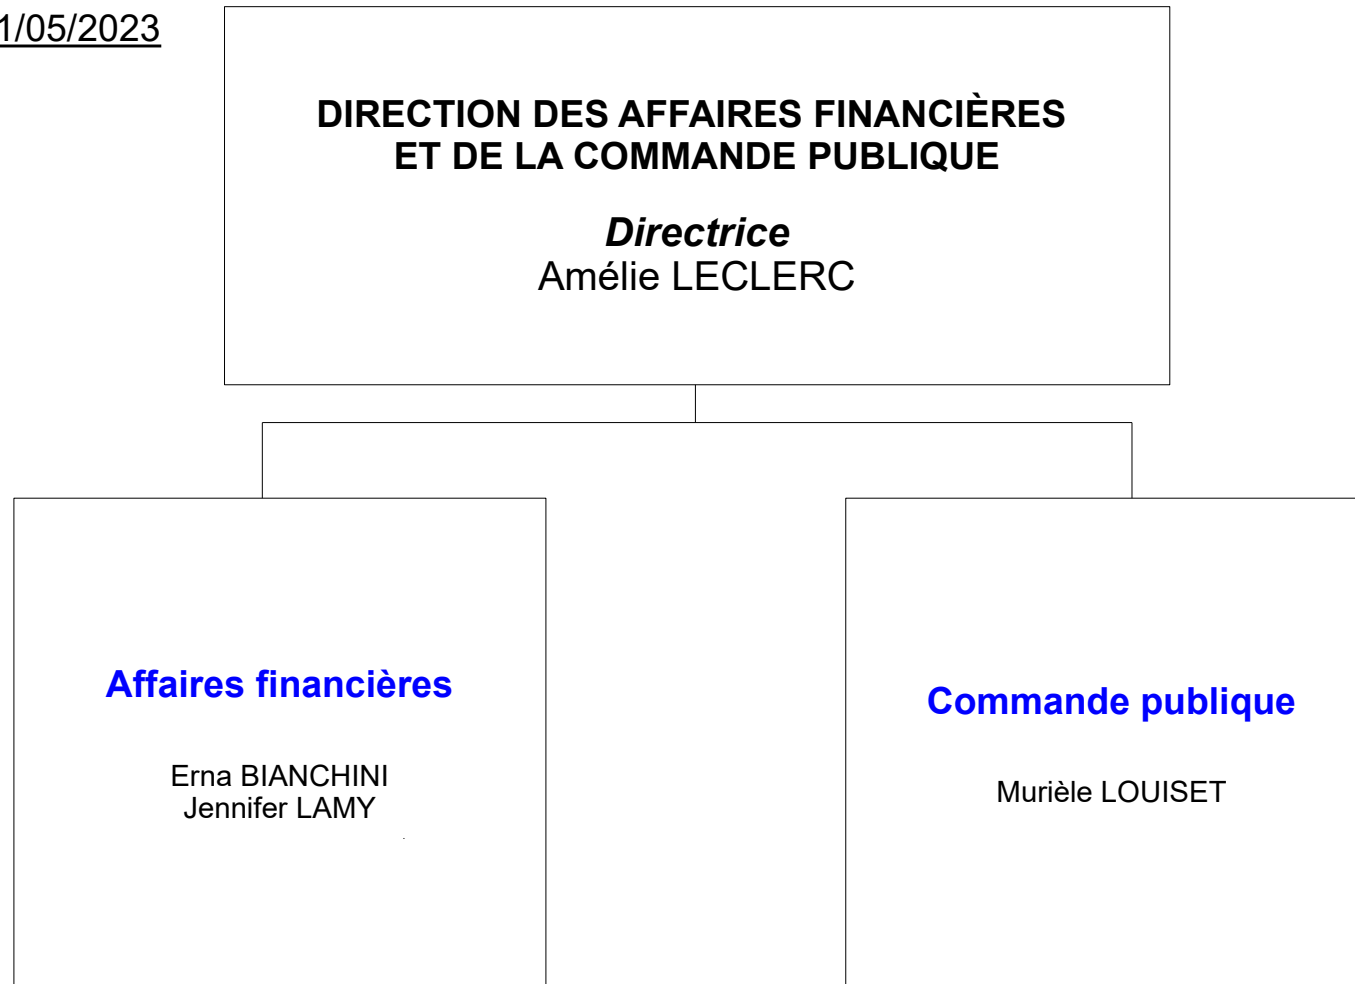 1/05/2023
DIRECTION DES AFFAIRES FINANCIÈRES
ET DE LA COMMANDE PUBLIQUE
Directrice
Amélie LECLERC
Affaires financières
Erna BIANCHINI
Jennifer LAMY
Commande publique
Murièle LOUISET